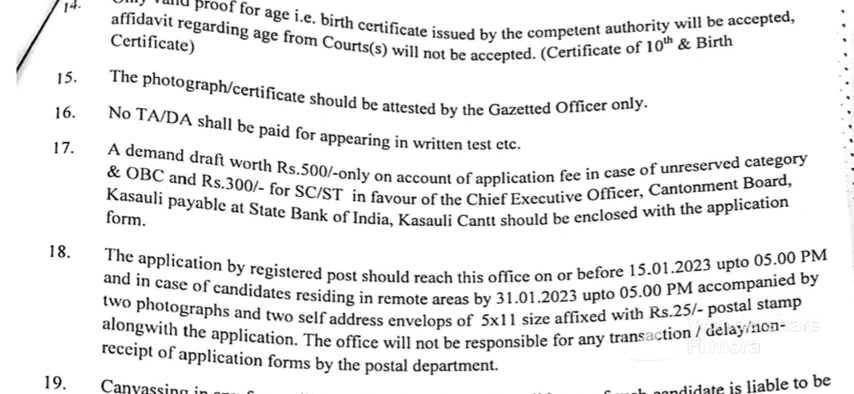 14. Only valid proof for age i.e. birth certificate issued by the competent authority will be accepted,
affidavit regarding age from Courts(s) will not be accepted. (Certificate of 10th & Birth
Certificate)
15. The photograph/certificate should be attested by the Gazetted Officer only.
16. No TA/DA shall be paid for appearing in written test etc.
17. A demand draft worth Rs.500/-only on account of application fee in case of unreserved category
& OBC and Rs.300/- for SC/ST in favour of the Chief Executive Officer, Cantonment Board,
Kasauli payable at State Bank of India, Kasauli Cantt should be enclosed with the application
form.
18. The application by registered post should reach this office on or before 15.01.2023 upto 05.00 PM
and in case of candidates residing in remote areas by 31.01.2023 upto 05.00 PM accompanied by
two photographs and two self address envelops of 5x11 size affixed with Rs.25/- postal stamp
alongwith the application. The office will not be responsible for any transaction / delay/non-
receipt of application forms by the postal department.
19. Canvassing in candidate is liable to be
Filmora